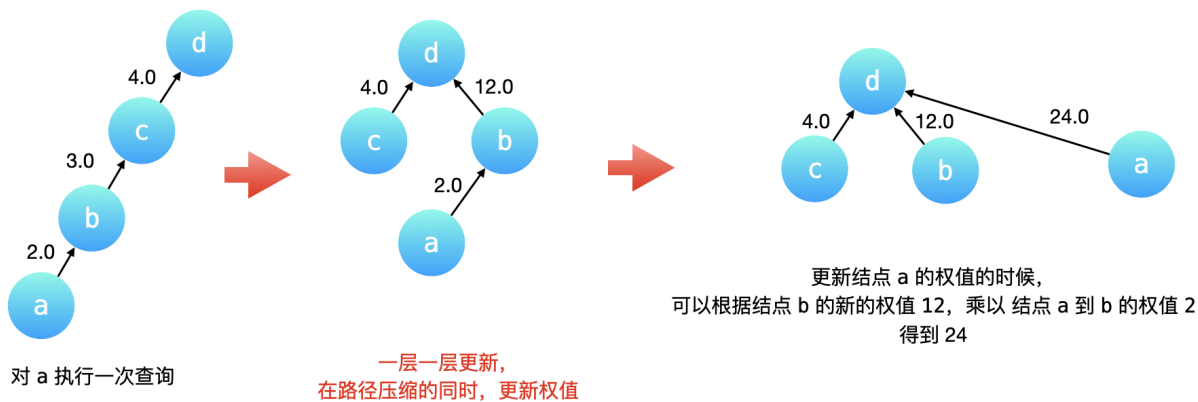 d
4.0
c
3.0
b
2.0
a
对 a 执行一次查询
d
4.0
12.0
c
b
2.0
a
一层一层更新，
在路径压缩的同时，更新权值
d
4.0
12.0
24.0
c
b
a
更新结点 a 的权值的时候，
可以根据结点 b 的新的权值 12，乘以 结点 a 到 b 的权值 2
得到 24